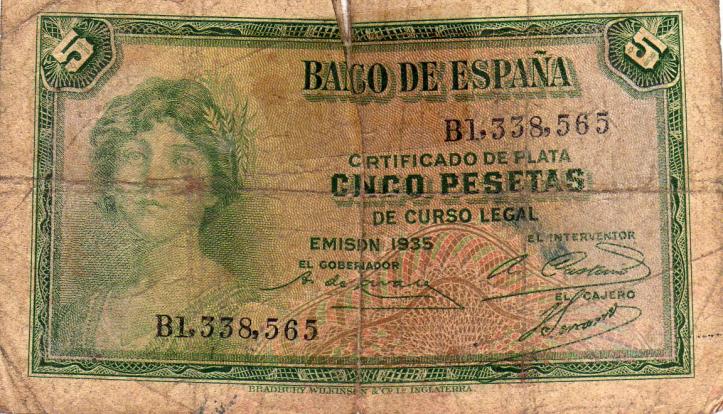 5 5
BANCO DE ESPAÑA
B1,338,565
CERTIFICADO DE PLATA
CINCO PESETAS
DE CURSO LEGAL
EMISION 1935
EL INTERVENTOR
EL GOBERNADOR
EL CAJERO
B1,338,565
BRADBURY WILKINSON & Cº Lᴅ INGLATERRA